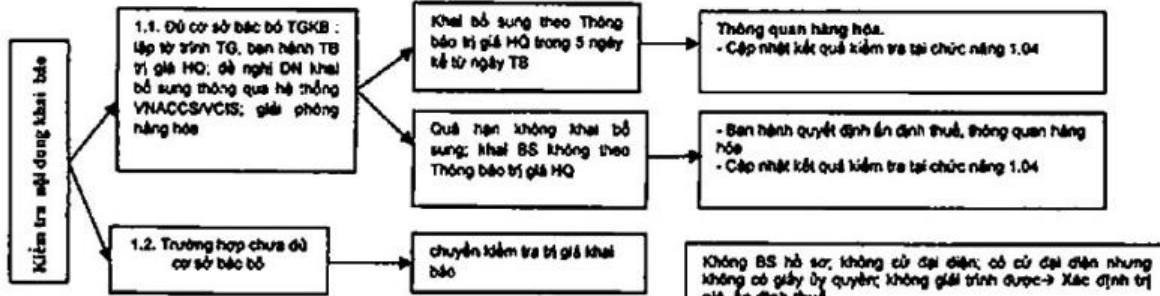 Kiểm tra nội dung khai báo
1.1. Đủ cơ sở bác bỏ TGKB :
lập tờ trình TG, ban hành TB
trị giá HQ; đề nghị DN khai
bổ sung thông qua hệ thống
VNACCS/VCIS; giải phóng
hàng hóa
Khai bổ sung theo Thông
báo trị giá HQ trong 5 ngày
kể từ ngày TB
Thông quan hàng hóa.
- Cập nhật kết quả kiểm tra tại chức năng 1.04
Quá hạn không khai bổ
sung; khai BS không theo
Thông báo trị giá HQ
- Ban hành quyết định ấn định thuế, thông quan hàng
hóa
- Cập nhật kết quả kiểm tra tại chức năng 1.04
1.2. Trường hợp chưa đủ
cơ sở bác bỏ
chuyển kiểm tra trị giá khai
báo
Không BS hồ sơ; không cử đại diện; có cử đại diện nhưng
không có giấy ủy quyền; không giải trình được→ Xác định trị
giá, ấn định thuế